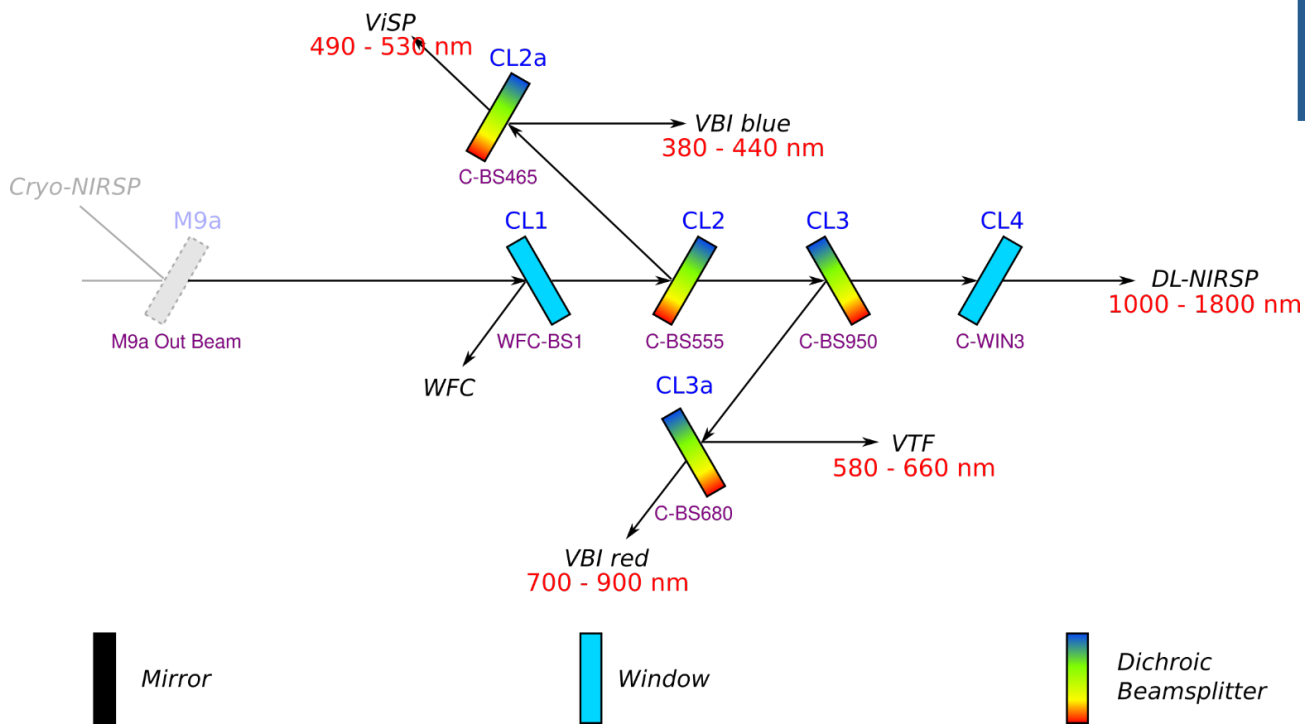 ViSP
490 - 530 nm
CL2a
VBI blue
380 - 440 nm
C-BS465
Cryo-NIRSP
M9a
CL1
CL2
CL3
CL4
DL-NIRSP
1000 - 1800 nm
M9a Out Beam
WFC-BS1
C-BS555
C-BS950
C-WIN3
WFC
CL3a
VTF
580 - 660 nm
C-BS680
VBI red
700 - 900 nm
Mirror
Window
Dichroic
Beamsplitter